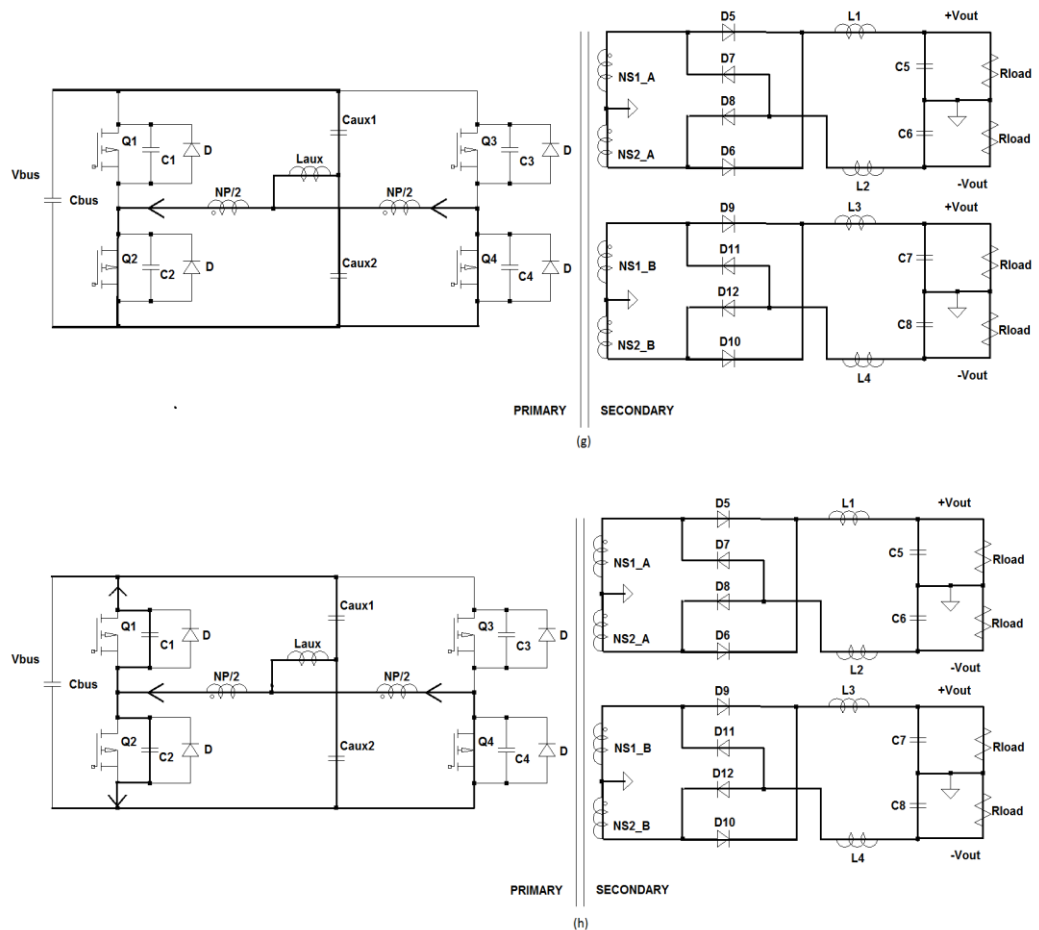 D5
L1
+Vout
D7
NS1_A
C5
Rload
D8
Caux1
Q1
C1
D
Q3
C3
D
NS2_A
D6
C6
Rload
Laux
L2
-Vout
Vbus
Cbus
NP/2
NP/2
D9
L3
+Vout
D11
NS1_B
C7
Rload
Q2
C2
D
Caux2
Q4
C4
D
D12
NS2_B
D10
C8
Rload
L4
-Vout
PRIMARY
SECONDARY
(g)
D5
L1
+Vout
D7
NS1_A
C5
Rload
D8
Caux1
Q1
C1
D
Q3
C3
D
NS2_A
D6
C6
Rload
Laux
L2
-Vout
Vbus
Cbus
NP/2
NP/2
D9
L3
+Vout
D11
NS1_B
C7
Rload
Q2
C2
D
Caux2
Q4
C4
D
D12
NS2_B
D10
C8
Rload
L4
-Vout
PRIMARY
SECONDARY
(h)